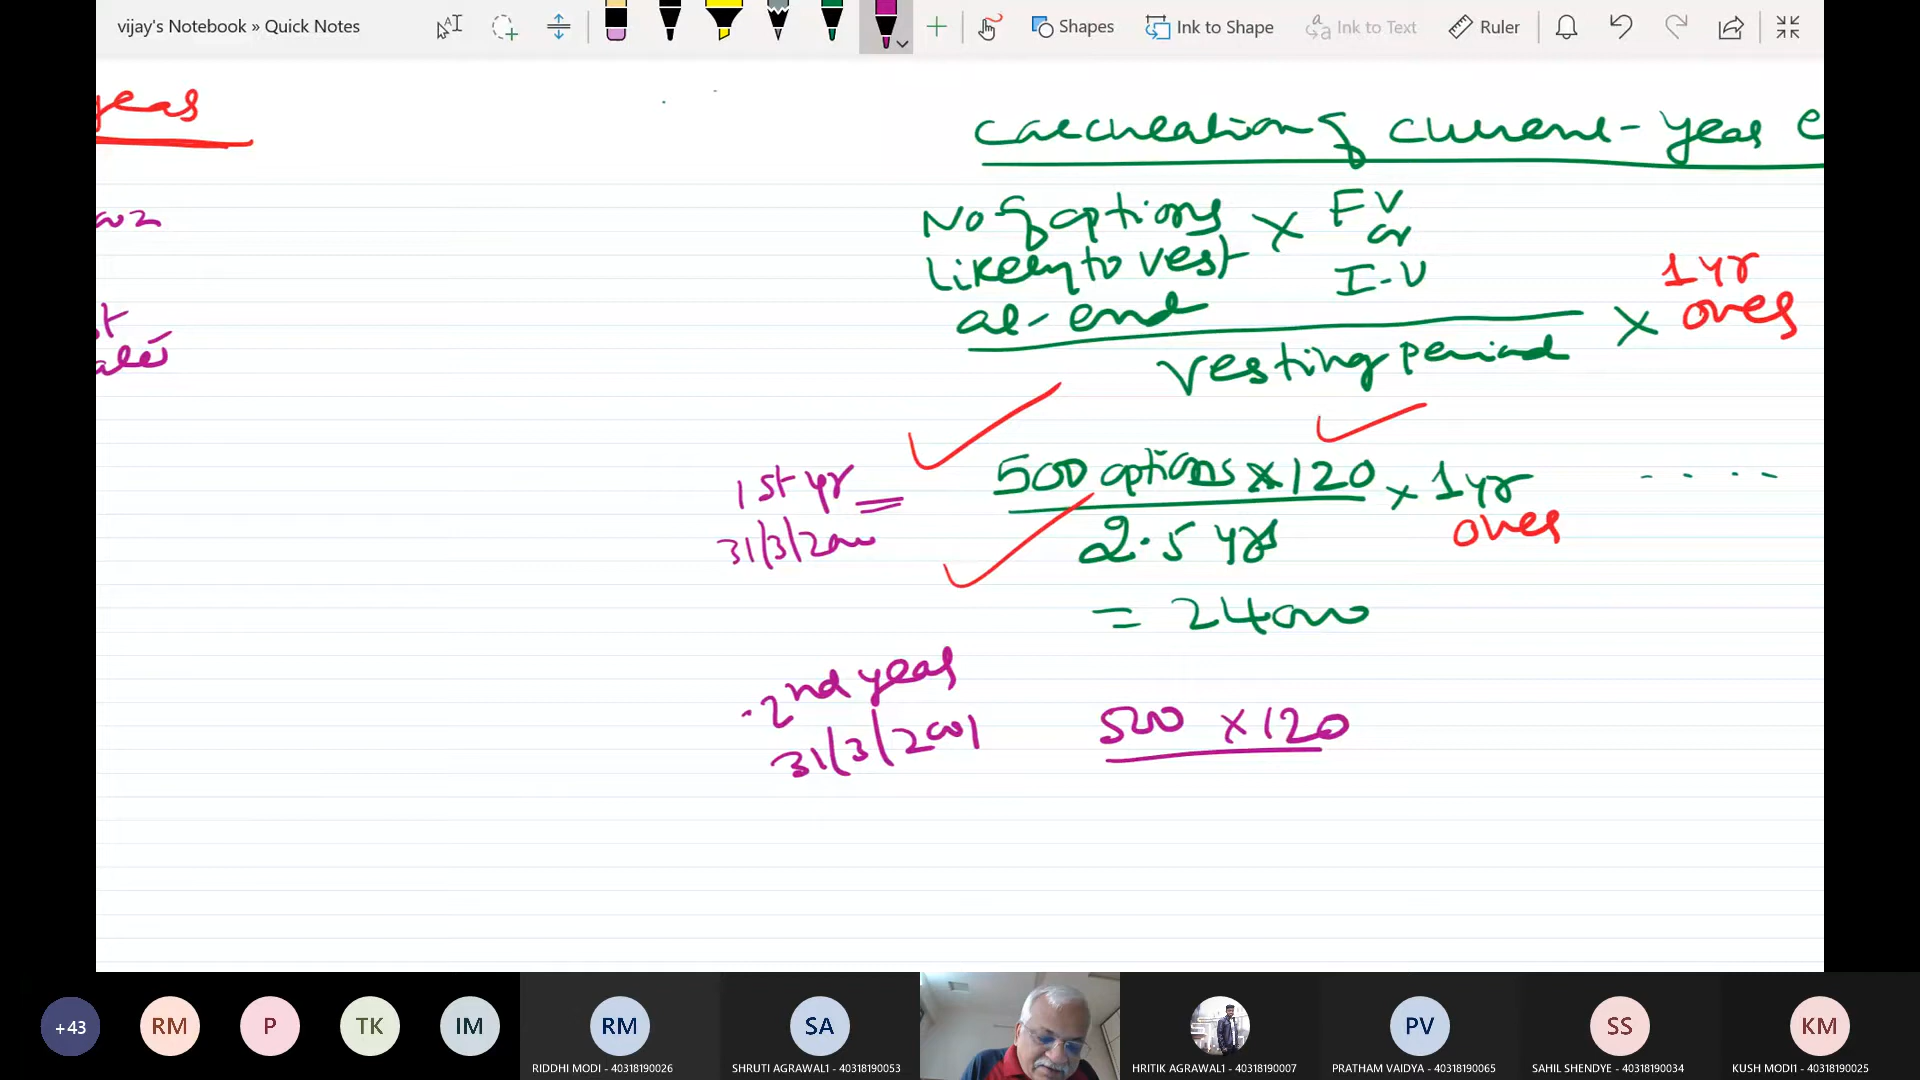 vijay's Notebook » Quick Notes
Shapes
Ink to Shape
Ink to Text
Ruler
years
Calculation of current-year e
No of options × FV
or
likely to vest I-V
at-end
vesting period
× 1yr
over
1st yr = 500 options × 120 × 1yr ....
31/3/2000
2.5 yrs
over
= 24000
2nd year
31/3/2001
500 × 120
+43
RM
P
TK
IM
RM
SA
PV
SS
KM
RIDDHI MODI - 40318190026
SHRUTI AGRAWAL1 - 40318190053
HRITIK AGRAWAL1 - 40318190007
PRATHAM VAIDYA - 40318190065
SAHIL SHENDYE - 40318190034
KUSH MODI1 - 40318190025